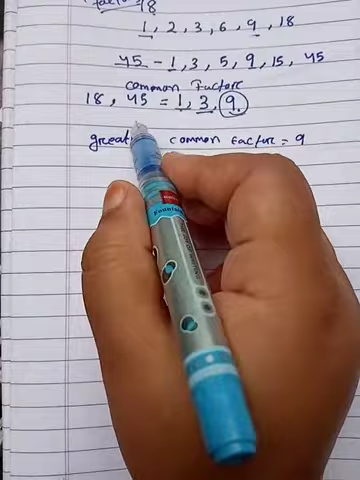 factor 18
1, 2, 3, 6, 9, 18
45 - 1, 3, 5, 9, 15, 45
common Factor
18, 45 = 1, 3, 9
common Factor = 9